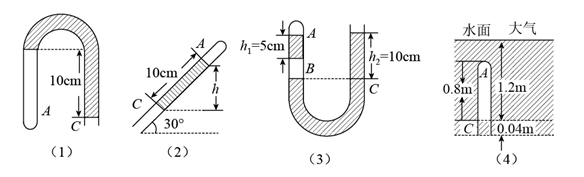 10cm
A
C
(1)
A
10cm
h
C
30°
(2)
h₁=5cm
A
B
h₂=10cm
C
(3)
水面 大气
A
0.8m
1.2m
C
0.04m
(4)